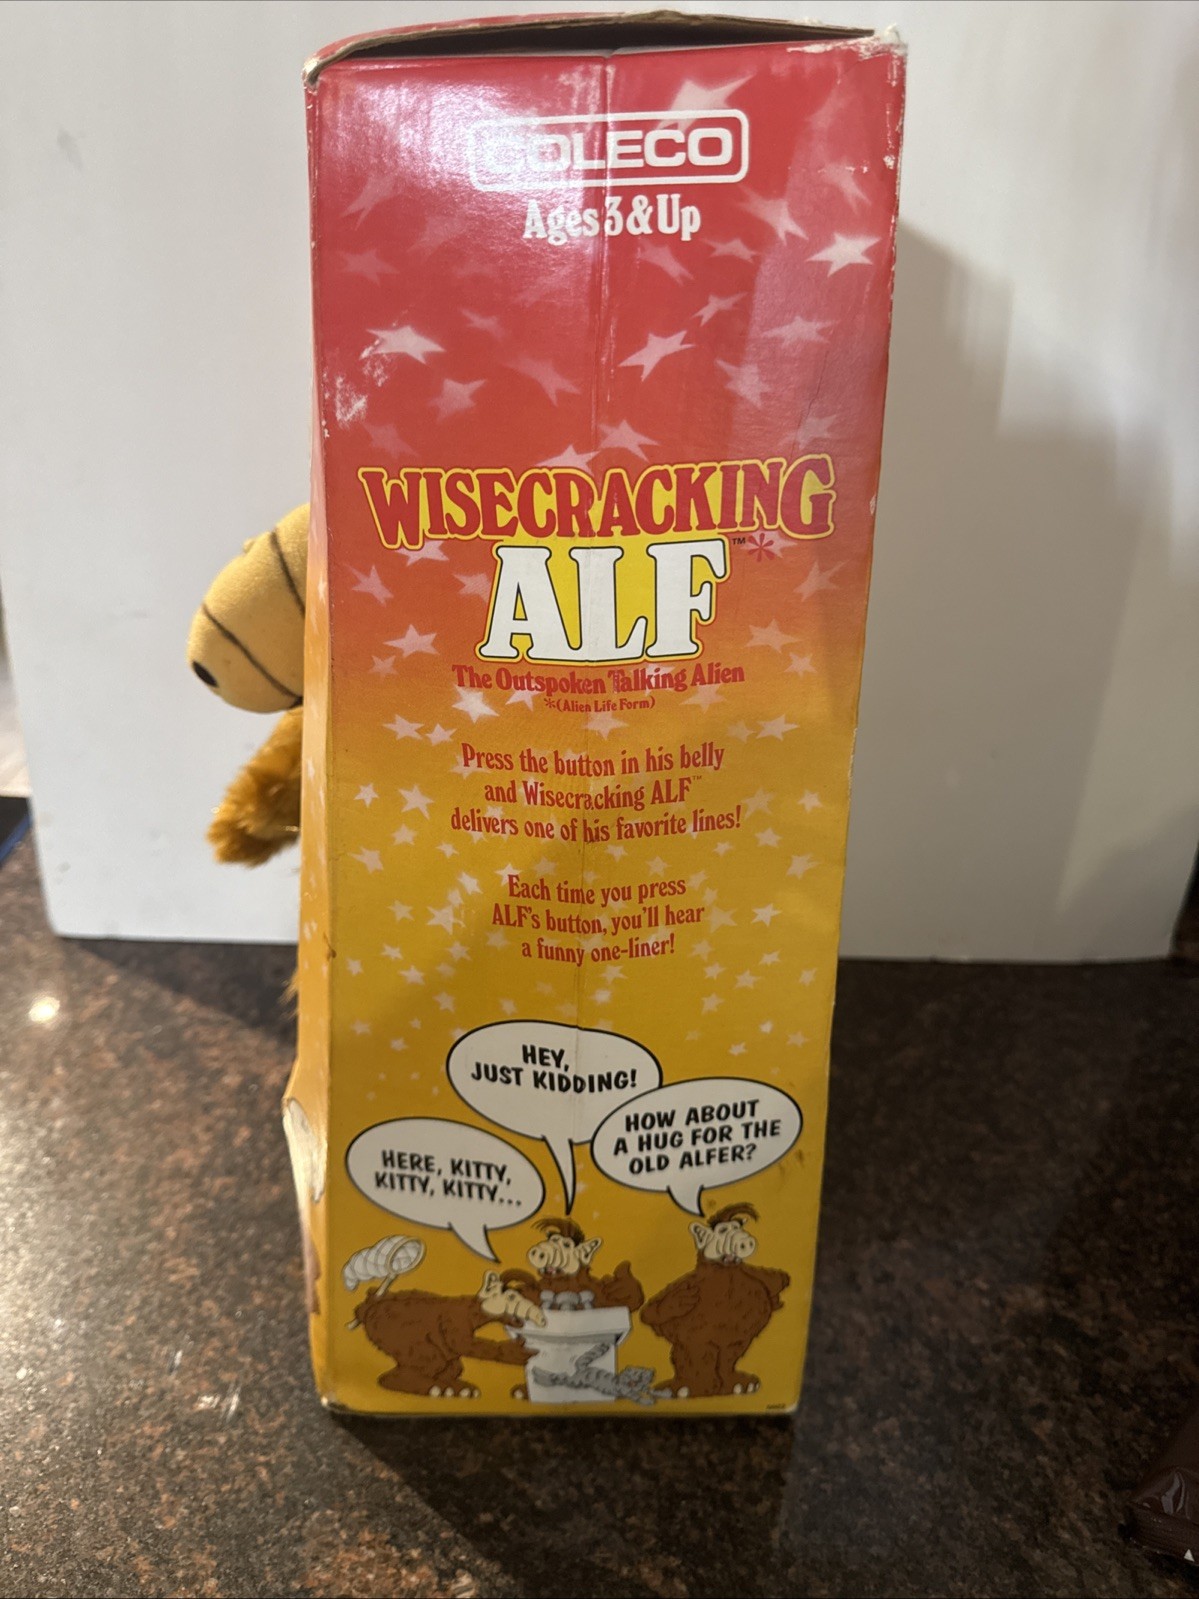 COLECO
Ages 3 & Up
WISECRACKING
ALF™*
The Outspoken Talking Alien
*(Alien Life Form)
Press the button in his belly
and Wisecracking ALF™
delivers one of his favorite lines!
Each time you press
ALF's button, you'll hear
a funny one-liner!
HEY,
JUST KIDDING!
HOW ABOUT
A HUG FOR THE
OLD ALFER?
HERE, KITTY,
KITTY, KITTY...